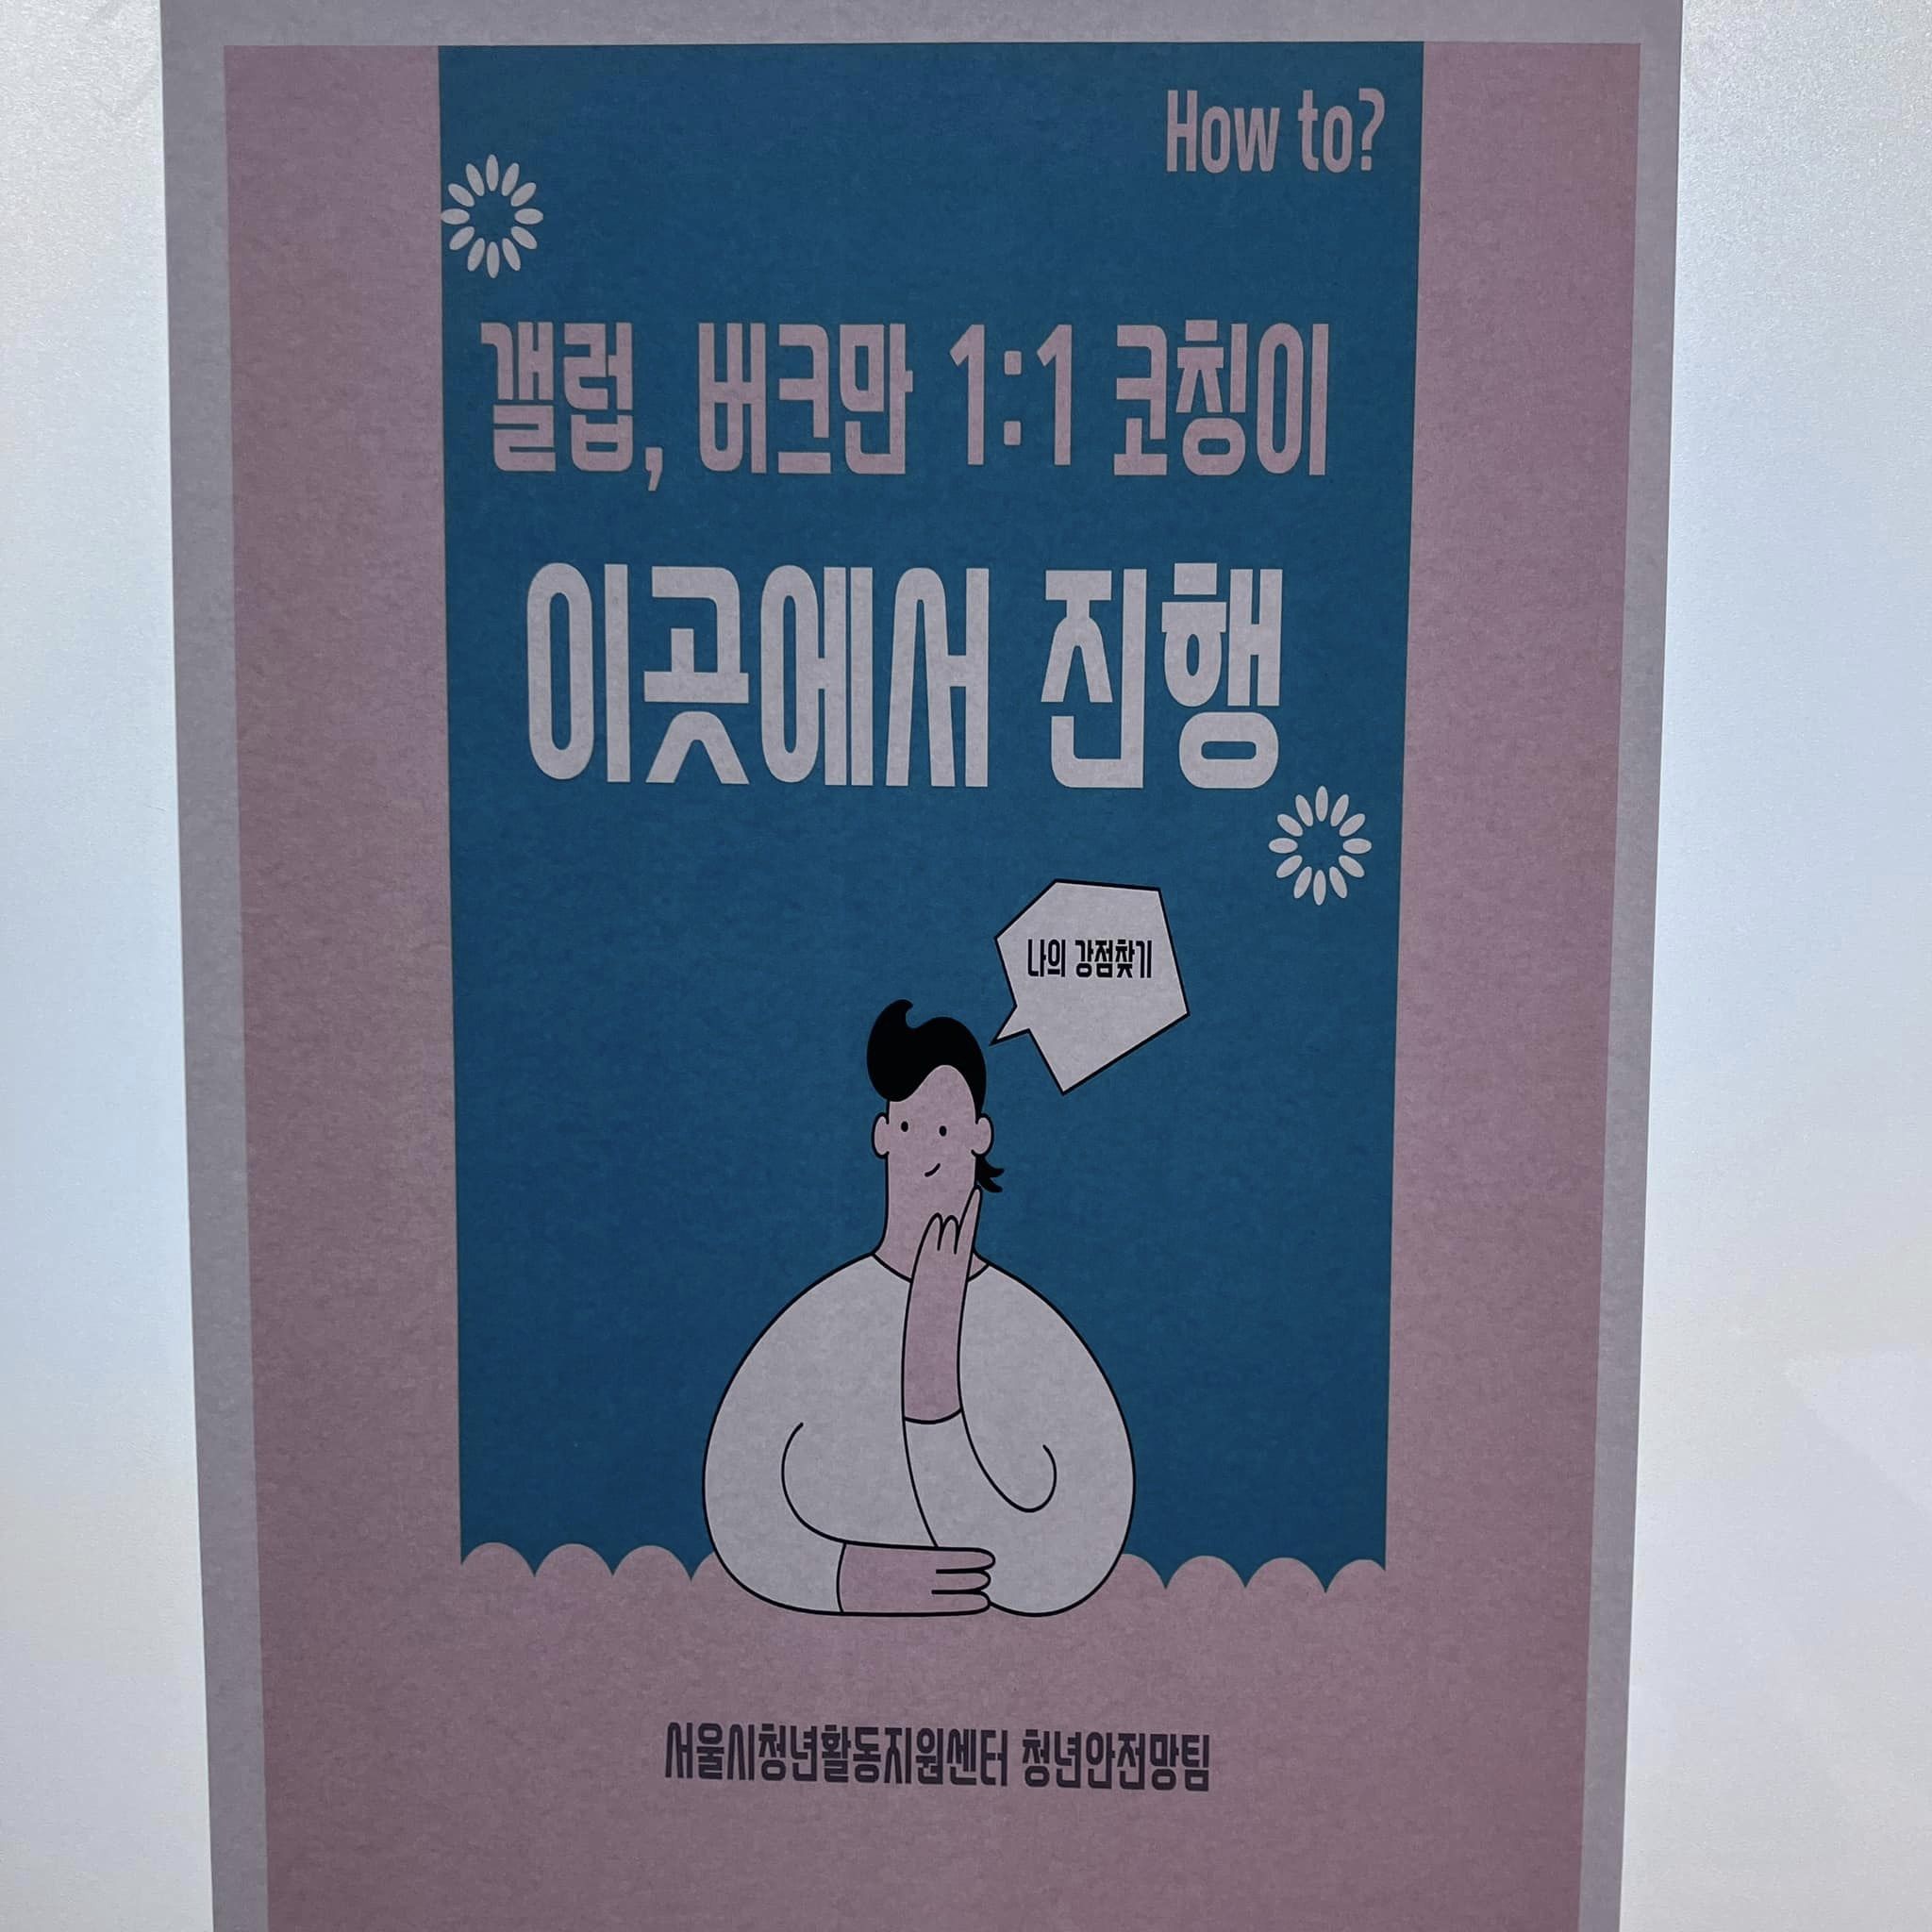 How to?
갤럽, 버크만 1:1 코칭이
이곳에서 진행
나의 강점찾기
서울시청년활동지원센터 청년안전망팀